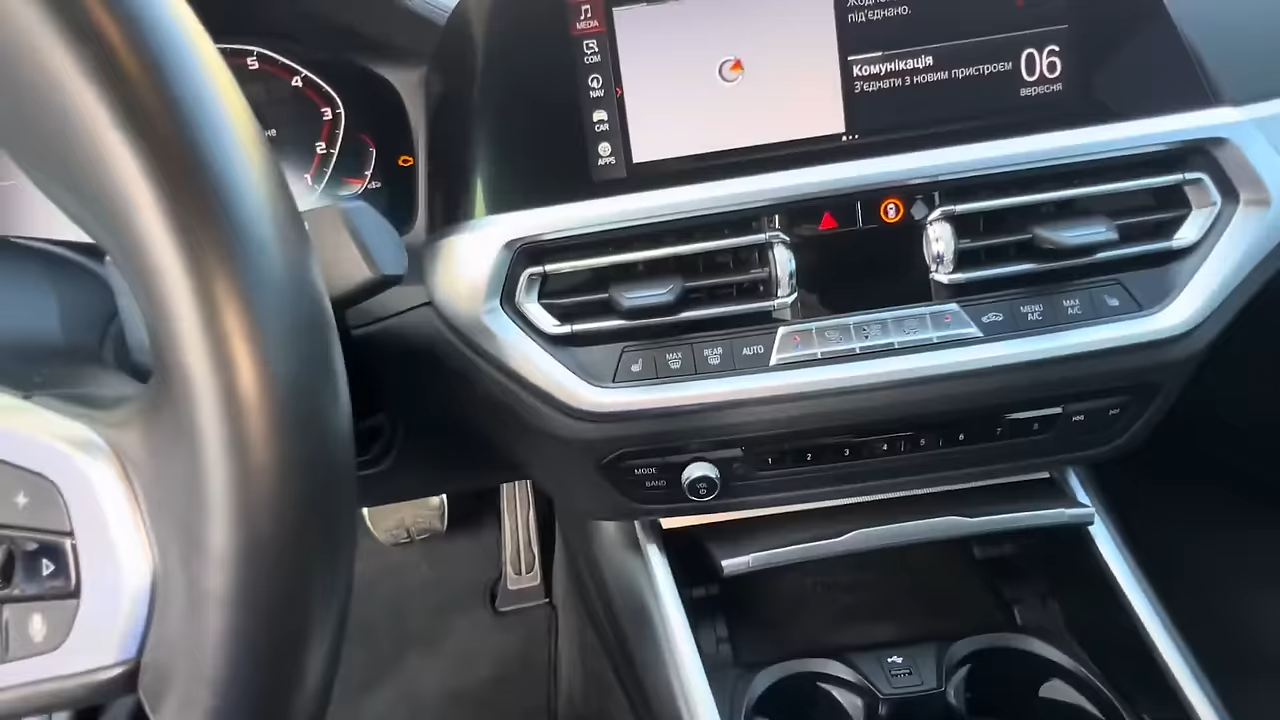 MEDIA
COM
NAV
CAR
APPS
під'єднано.
Комунікація
З'єднати з новим пристроєм
06
вересня
5
4
3
2
1
MAX
REAR
AUTO
MENU
A/C
MAX
A/C
MODE
BAND
VOL
1 2 3 4 5 6 7 8